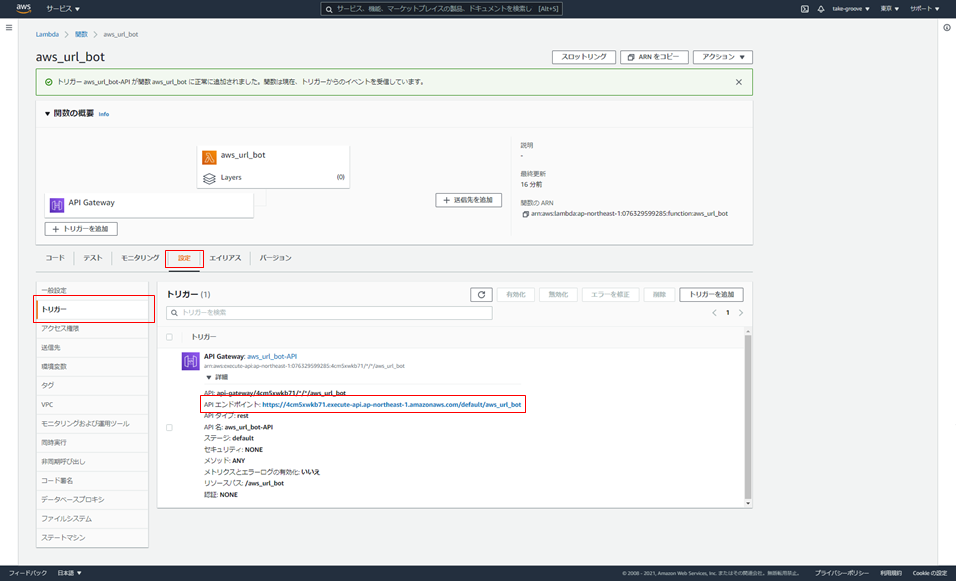 aws サービス ▼ サービス、機能、マーケットプレイスの製品、ドキュメントを検索し [Alt+S] take-groove ▼ 東京 ▼ サポート ▼
Lambda > 関数 > aws_url_bot
aws_url_bot スロットリング ARN をコピー アクション ▼
トリガー aws_url_bot-API が関数 aws_url_bot に正常に追加されました。関数は現在、トリガーからのイベントを受信しています。
▼ 関数の概要 Info
aws_url_bot
Layers (0)
API Gateway
+ トリガーを追加
+ 送信先を追加
説明
-
最終更新
16 分前
関数の ARN
arn:aws:lambda:ap-northeast-1:076329599285:function:aws_url_bot
コード テスト モニタリング 設定 エイリアス バージョン
一般設定
トリガー
アクセス権限
送信先
環境変数
タグ
VPC
モニタリングおよび運用ツール
同時実行
非同期呼び出し
コード署名
データベースプロキシ
ファイルシステム
ステートマシン
トリガー (1) 有効化 無効化 エラーを修正 削除 トリガーを追加
トリガーを検索 < 1 >
トリガー
API Gateway: aws_url_bot-API
arn:aws:execute-api:ap-northeast-1:076329599285:4cm5xwkb71/*/*/aws_url_bot
▼ 詳細
API: api-gateway/4cm5xwkb71/*/*/aws_url_bot
API エンドポイント: https://4cm5xwkb71.execute-api.ap-northeast-1.amazonaws.com/default/aws_url_bot
API タイプ: rest
API 名: aws_url_bot-API
ステージ: default
セキュリティ: NONE
メソッド: ANY
メトリクスとエラーログの有効化: いいえ
リソースパス: /aws_url_bot
認証: NONE
フィードバック 日本語 ▼ © 2008 - 2021, Amazon Web Services, Inc. またはその関連会社。無断転用禁止。 プライバシーポリシー 利用規約 Cookie の設定